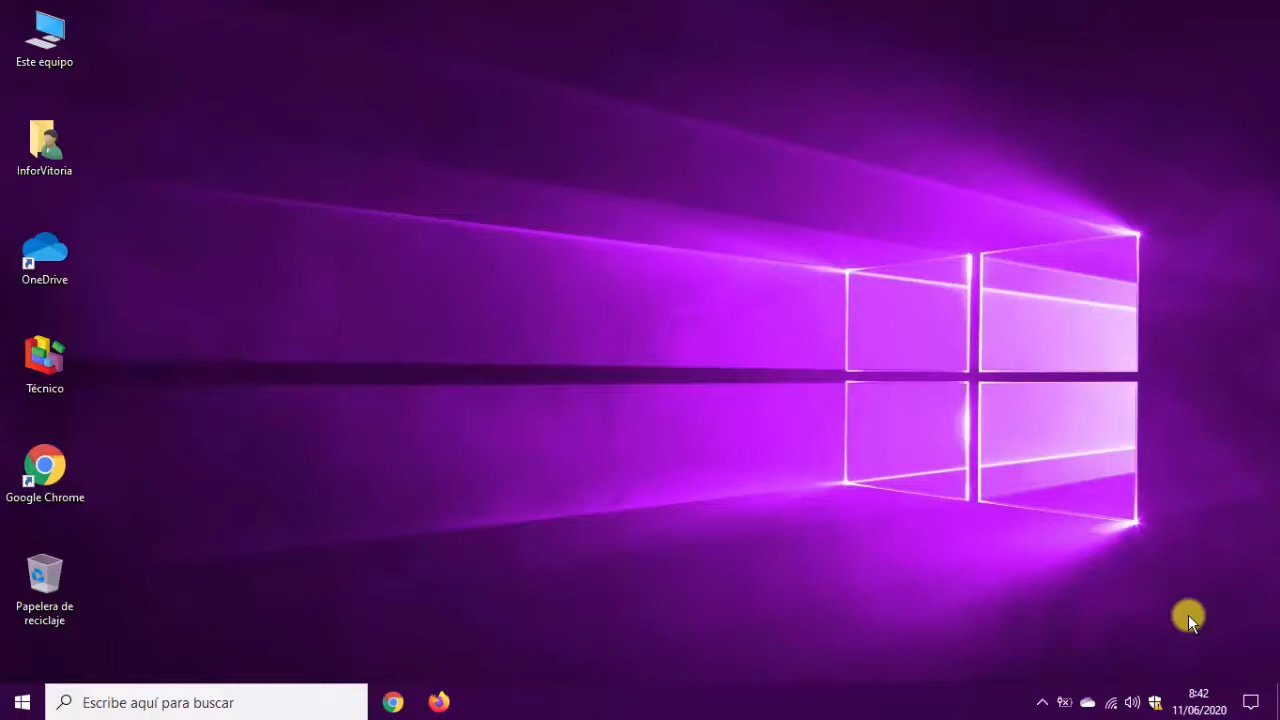 Este equipo
InforVitoria
OneDrive
Técnico
Google Chrome
Papelera de
reciclaje
Escribe aquí para buscar
8:42
11/06/2020